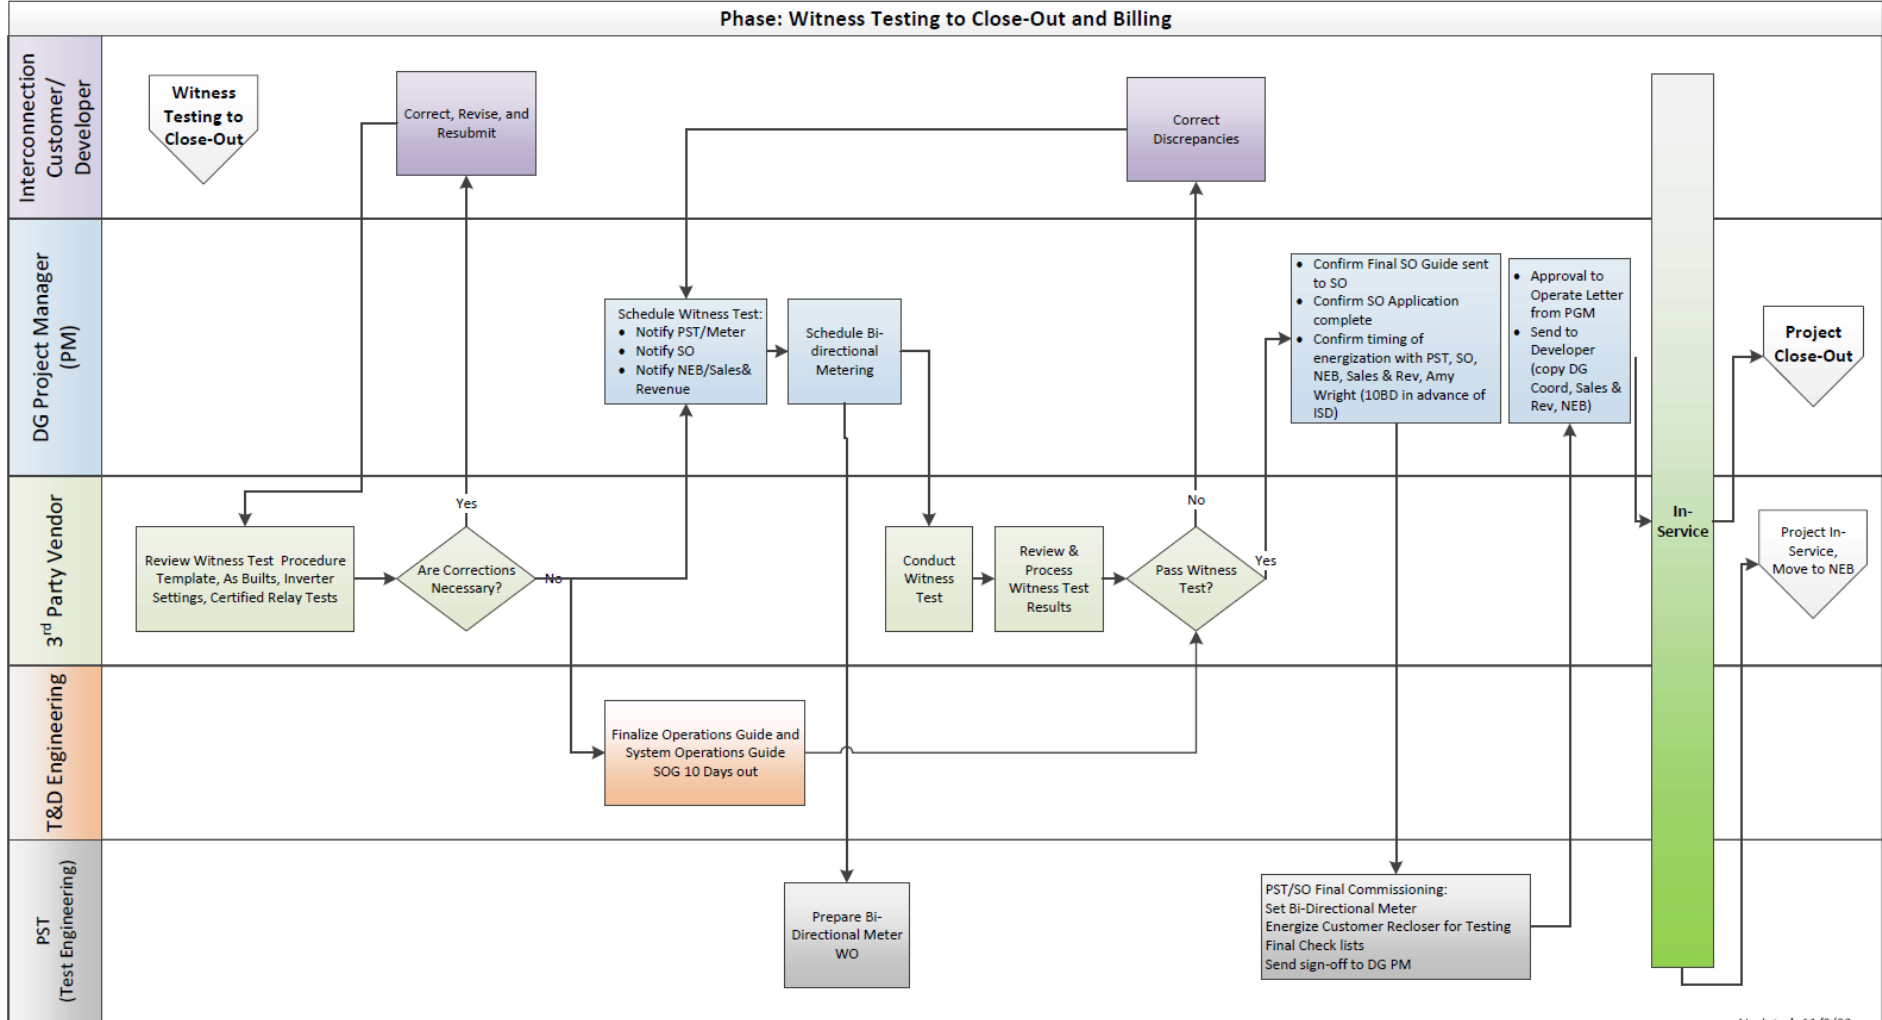 Phase: Witness Testing to Close-Out and Billing
Interconnection
Customer/
Developer
Witness
Testing to
Close-Out
Correct, Revise, and
Resubmit
Correct
Discrepancies
DG Project Manager
(PM)
Schedule Witness Test:
• Notify PST/Meter
• Notify SO
• Notify NEB/Sales&
Revenue
Schedule Bi-
directional
Metering
• Confirm Final SO Guide sent
to SO
• Confirm SO Application
complete
• Confirm timing of
energization with PST, SO,
NEB, Sales & Rev, Amy
Wright (10BD in advance of
ISD)
• Approval to
Operate Letter
from PGM
• Send to
Developer
(copy DG
Coord, Sales &
Rev, NEB)
Project
Close-Out
3rd Party Vendor
Review Witness Test Procedure
Template, As Builts, Inverter
Settings, Certified Relay Tests
Yes
Are Corrections
Necessary?
No
Conduct
Witness
Test
Review &
Process
Witness Test
Results
No
Pass Witness
Test?
Yes
In-
Service
Project In-
Service,
Move to NEB
T&D Engineering
Finalize Operations Guide and
System Operations Guide
SOG 10 Days out
PST
(Test Engineering)
Prepare Bi-
Directional Meter
WO
PST/SO Final Commissioning:
Set Bi-Directional Meter
Energize Customer Recloser for Testing
Final Check lists
Send sign-off to DG PM